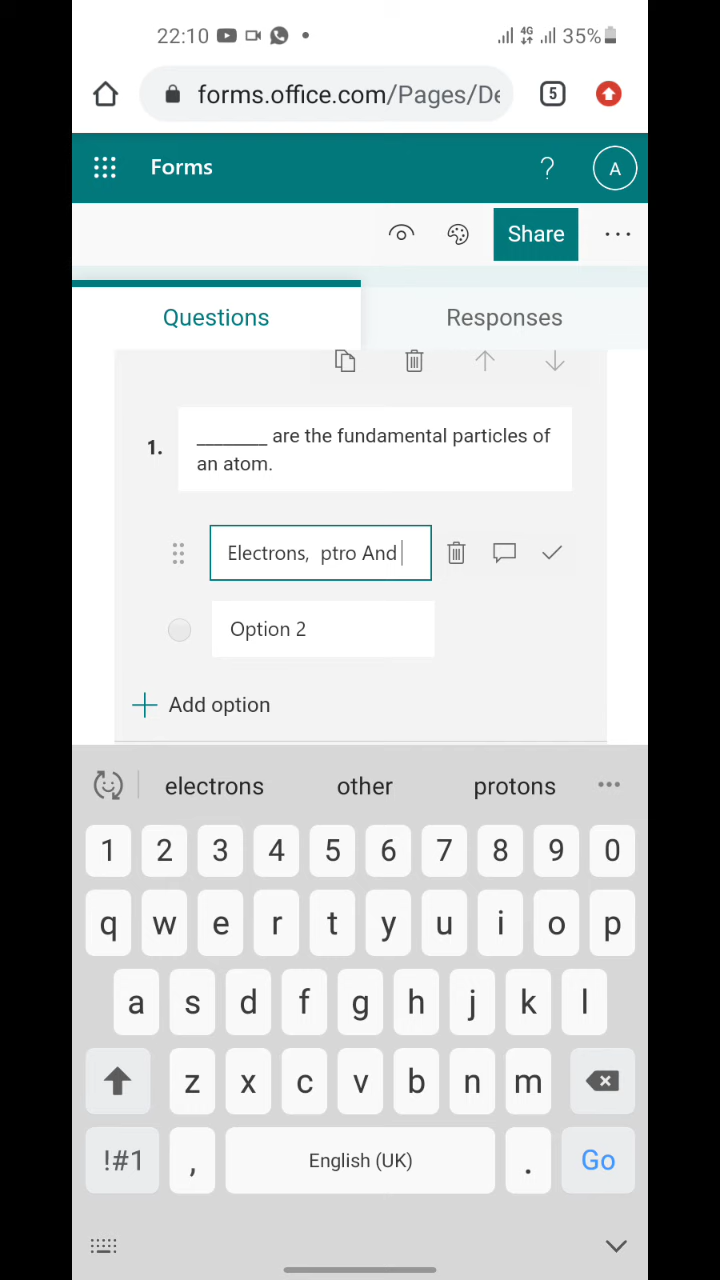 22:10 4G 35%
forms.office.com/Pages/De 5
Forms ? A
Share
Questions Responses
1. ________ are the fundamental particles of
an atom.
Electrons,  ptro And
Option 2
Add option
electrons other protons
1 2 3 4 5 6 7 8 9 0
q w e r t y u i o p
a s d f g h j k l
z x c v b n m
!#1 , English (UK) . Go